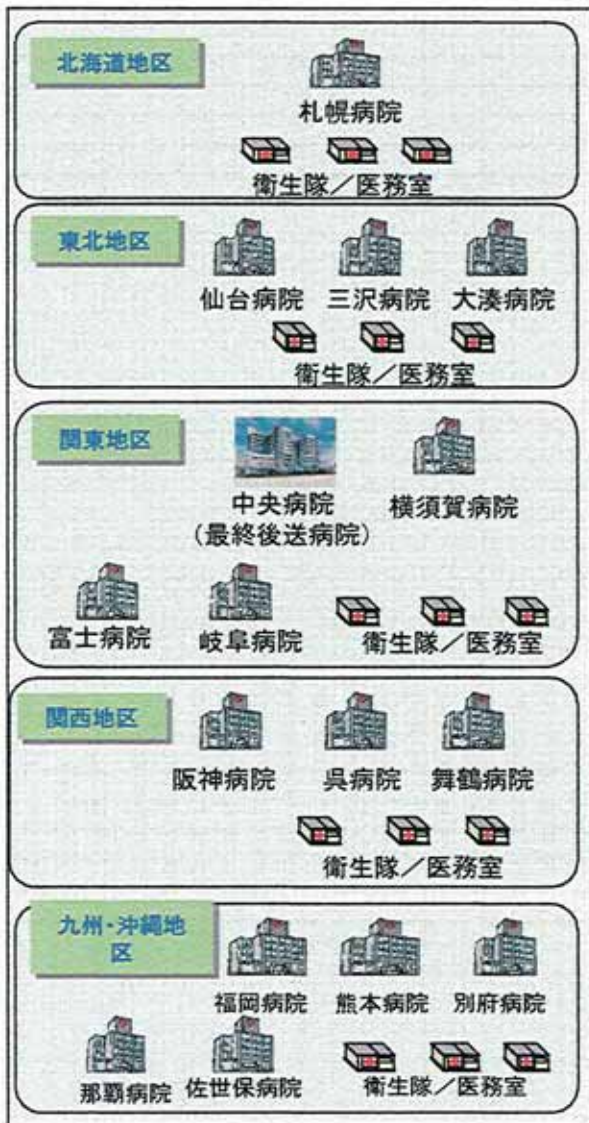 北海道地区
札幌病院
衛生隊／医務室
東北地区
仙台病院 三沢病院 大湊病院
衛生隊／医務室
関東地区
中央病院 横須賀病院
（最終後送病院）
富士病院 岐阜病院 衛生隊／医務室
関西地区
阪神病院 呉病院 舞鶴病院
衛生隊／医務室
九州・沖縄地
区
福岡病院 熊本病院 別府病院
那覇病院 佐世保病院 衛生隊／医務室